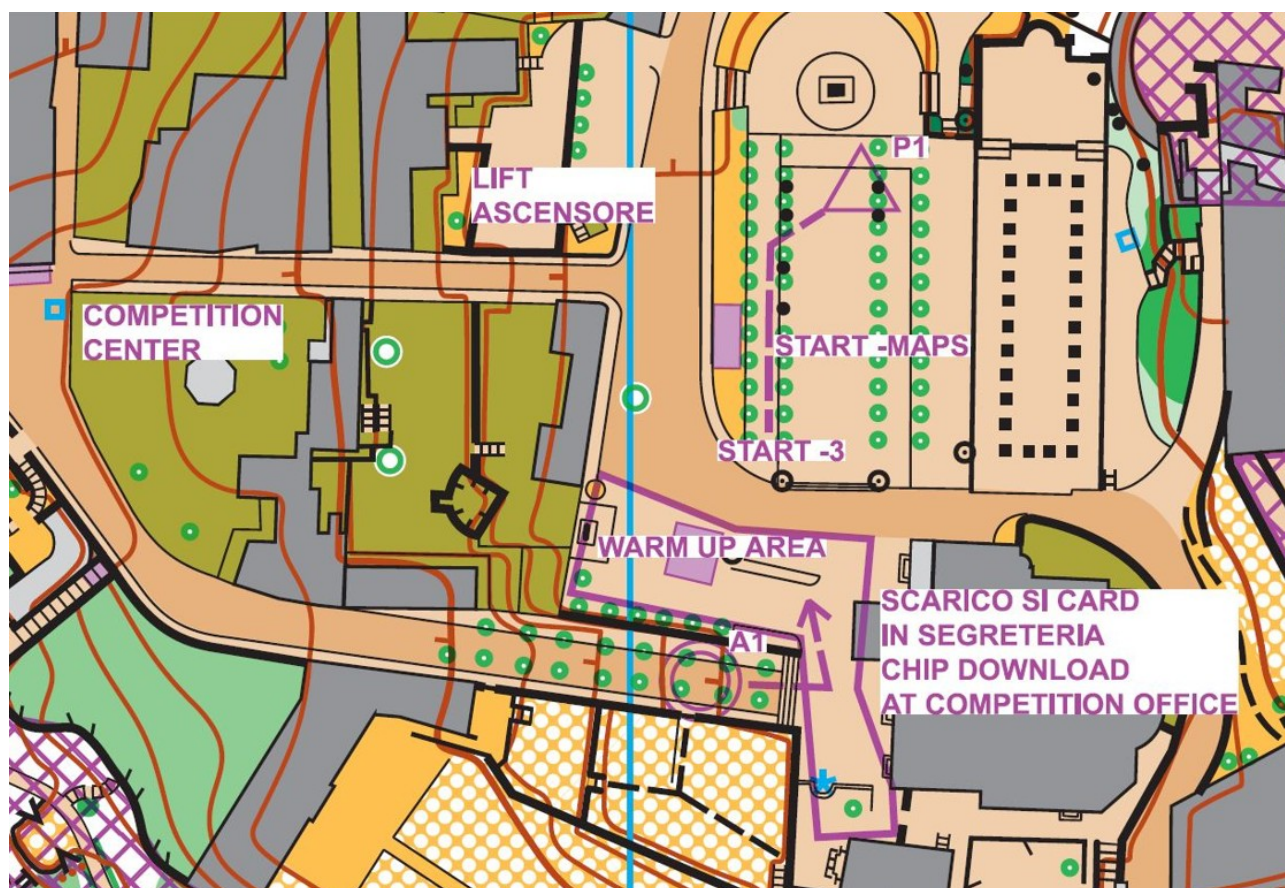 P1
LIFT
ASCENSORE
COMPETITION
CENTER
START -MAPS
START -3
WARM UP AREA
SCARICO SI CARD
IN SEGRETERIA
CHIP DOWNLOAD
AT COMPETITION OFFICE
A1